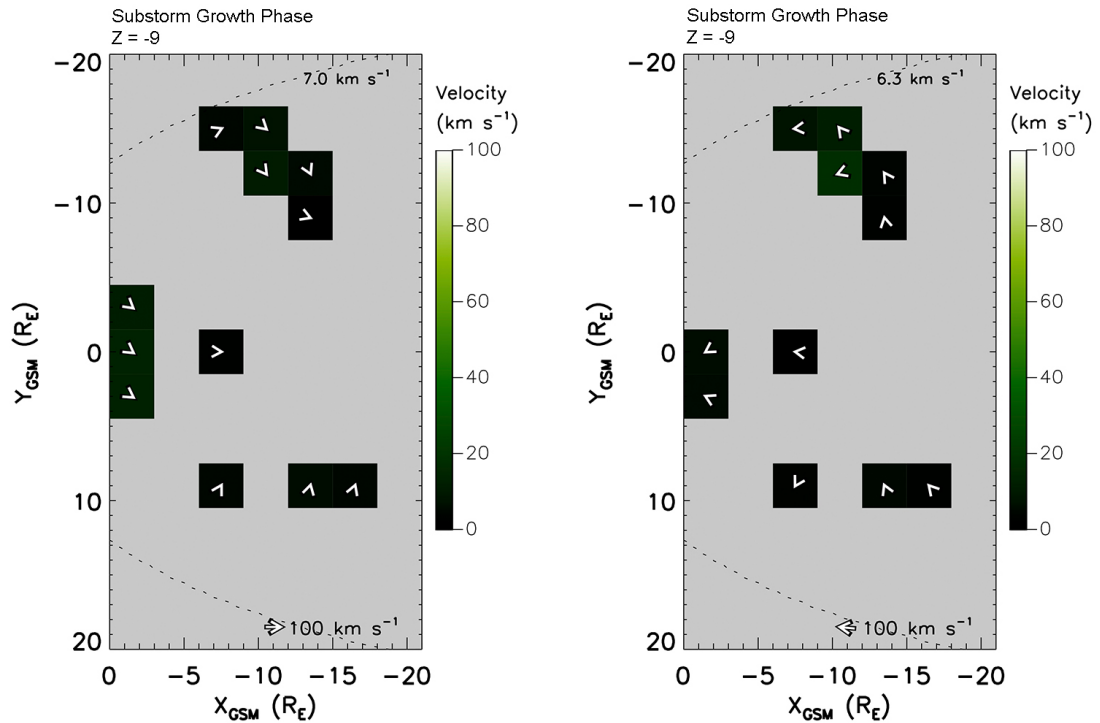 Substorm Growth Phase
Z = -9
7.0 km s⁻¹
Velocity
(km s⁻¹)
100
80
60
40
20
0
-20
-10
0
10
20
Y_GSM (R_E)
100 km s⁻¹
0 -5 -10 -15 -20
X_GSM (R_E)
Substorm Growth Phase
Z = -9
6.3 km s⁻¹
Velocity
(km s⁻¹)
100
80
60
40
20
0
-20
-10
0
10
20
Y_GSM (R_E)
100 km s⁻¹
0 -5 -10 -15 -20
X_GSM (R_E)